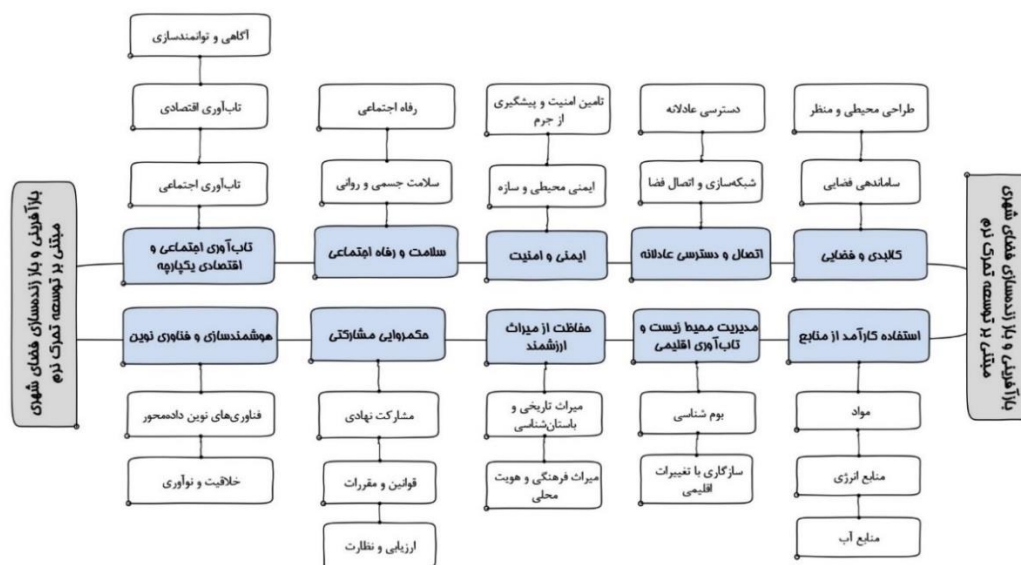 بازآفرینی و باز زنده‌سازی فضای شهری
مبتنی بر توسعه تمرک نرم
طراحی محیطی و منظر
ساماندهی فضایی
کالبدی و فضایی
دسترسی عادلانه
شبکه‌سازی و اتصال فضا
اتصال و دسترسی عادلانه
تامین امنیت و پیشگیری
از جرم
ایمنی محیطی و سازه
ایمنی و امنیت
رفاه اجتماعی
سلامت جسمی و روانی
سلامت و رفاه اجتماعی
آگاهی و توانمندسازی
تاب‌آوری اقتصادی
تاب‌آوری اجتماعی
تاب‌آوری اجتماعی و
اقتصادی یکپارچه
استفاده کارآمد از منابع
مواد
منابع انرژی
منابع آب
مدیریت محیط زیست و
تاب‌آوری اقلیمی
بوم شناسی
سازگاری با تغییرات
اقلیمی
حفاظت از میراث
ارزشمند
میراث تاریخی و
باستان‌شناسی
میراث فرهنگی و هویت
محلی
حکمروایی مشارکتی
مشارکت نهادی
قوانین و مقررات
ارزیابی و نظارت
هوشمندسازی و فناوری نوین
فناوری‌های نوین داده‌محور
خلاقیت و نوآوری
بازآفرینی و باز زنده‌سازی فضای شهری
مبتنی بر توسعه تمرک نرم